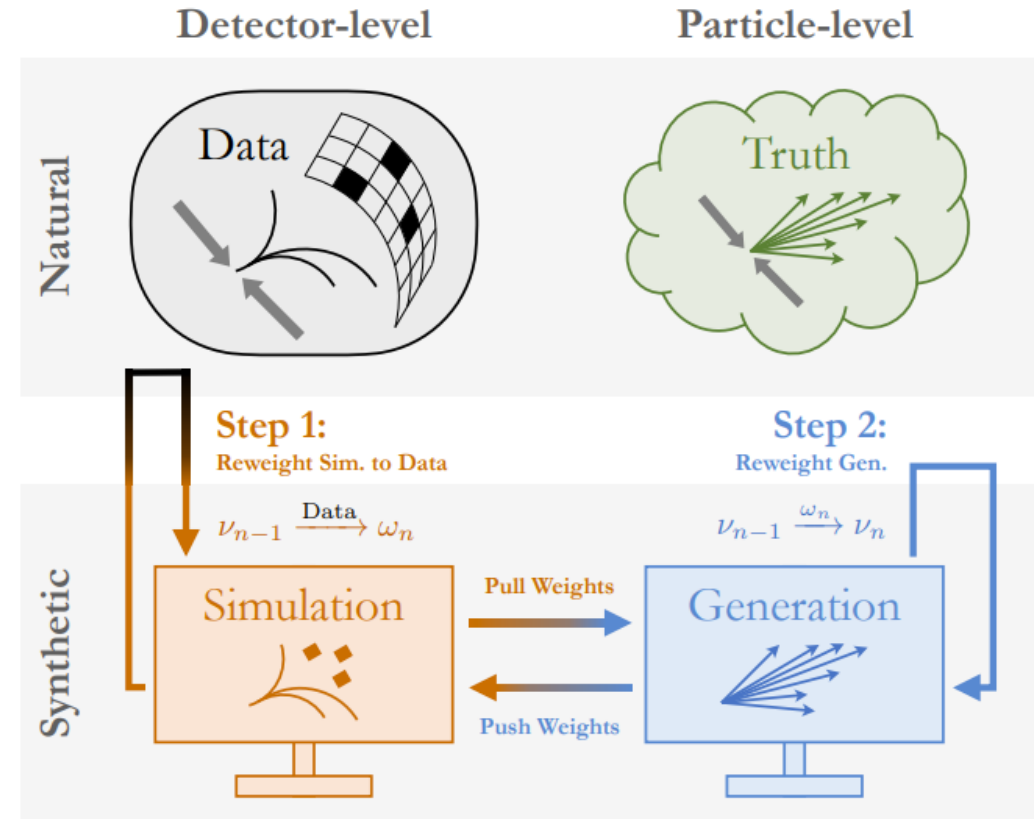 Detector-level
Particle-level
Natural
Data
Truth
Step 1:
Reweight Sim. to Data
Step 2:
Reweight Gen.
Synthetic
νₙ₋₁ —Data→ ωₙ
νₙ₋₁ —ωₙ→ νₙ
Simulation
Pull Weights
Generation
Push Weights